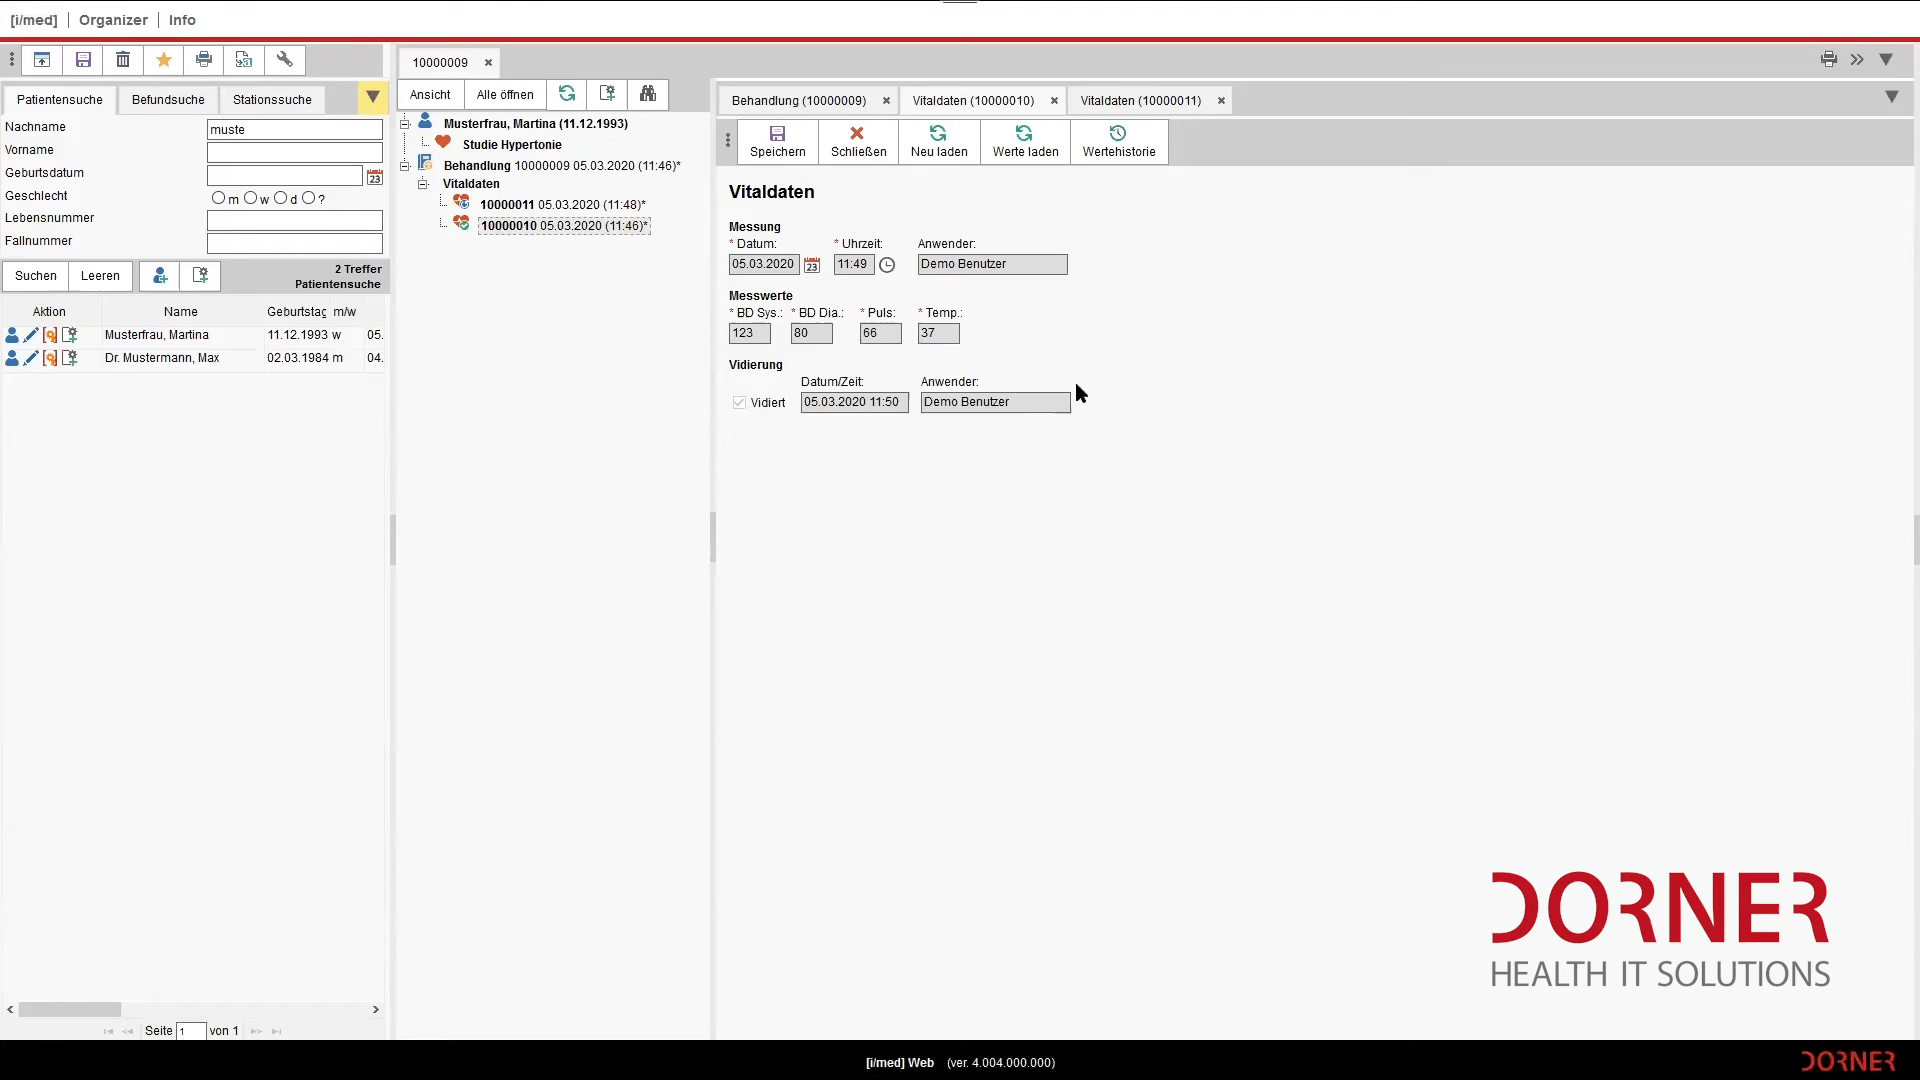 [i/med] | Organizer | Info
10000009
Patientensuche Befundsuche Stationssuche
Nachname muste
Vorname
Geburtsdatum 23
Geschlecht m w d ?
Lebensnummer
Fallnummer
Suchen Leeren 2 Treffer
Patientensuche
Aktion Name Geburtstag m/w
Musterfrau, Martina 11.12.1993 w 05.
Dr. Mustermann, Max 02.03.1984 m 04.
Seite 1 von 1
Ansicht Alle öffnen
Musterfrau, Martina (11.12.1993)
Studie Hypertonie
Behandlung 10000009 05.03.2020 (11:46)*
Vitaldaten
10000011 05.03.2020 (11:48)*
10000010 05.03.2020 (11:46)*
Behandlung (10000009) Vitaldaten (10000010) Vitaldaten (10000011)
Speichern Schließen Neu laden Werte laden Wertehistorie
Vitaldaten
Messung
* Datum: * Uhrzeit: Anwender:
05.03.2020 23 11:49 Demo Benutzer
Messwerte
* BD Sys.: * BD Dia.: * Puls: * Temp.:
123 80 66 37
Vidierung
Datum/Zeit: Anwender:
Vidiert 05.03.2020 11:50 Demo Benutzer
DORNER
HEALTH IT SOLUTIONS
[i/med] Web (ver. 4.004.000.000)
DORNER